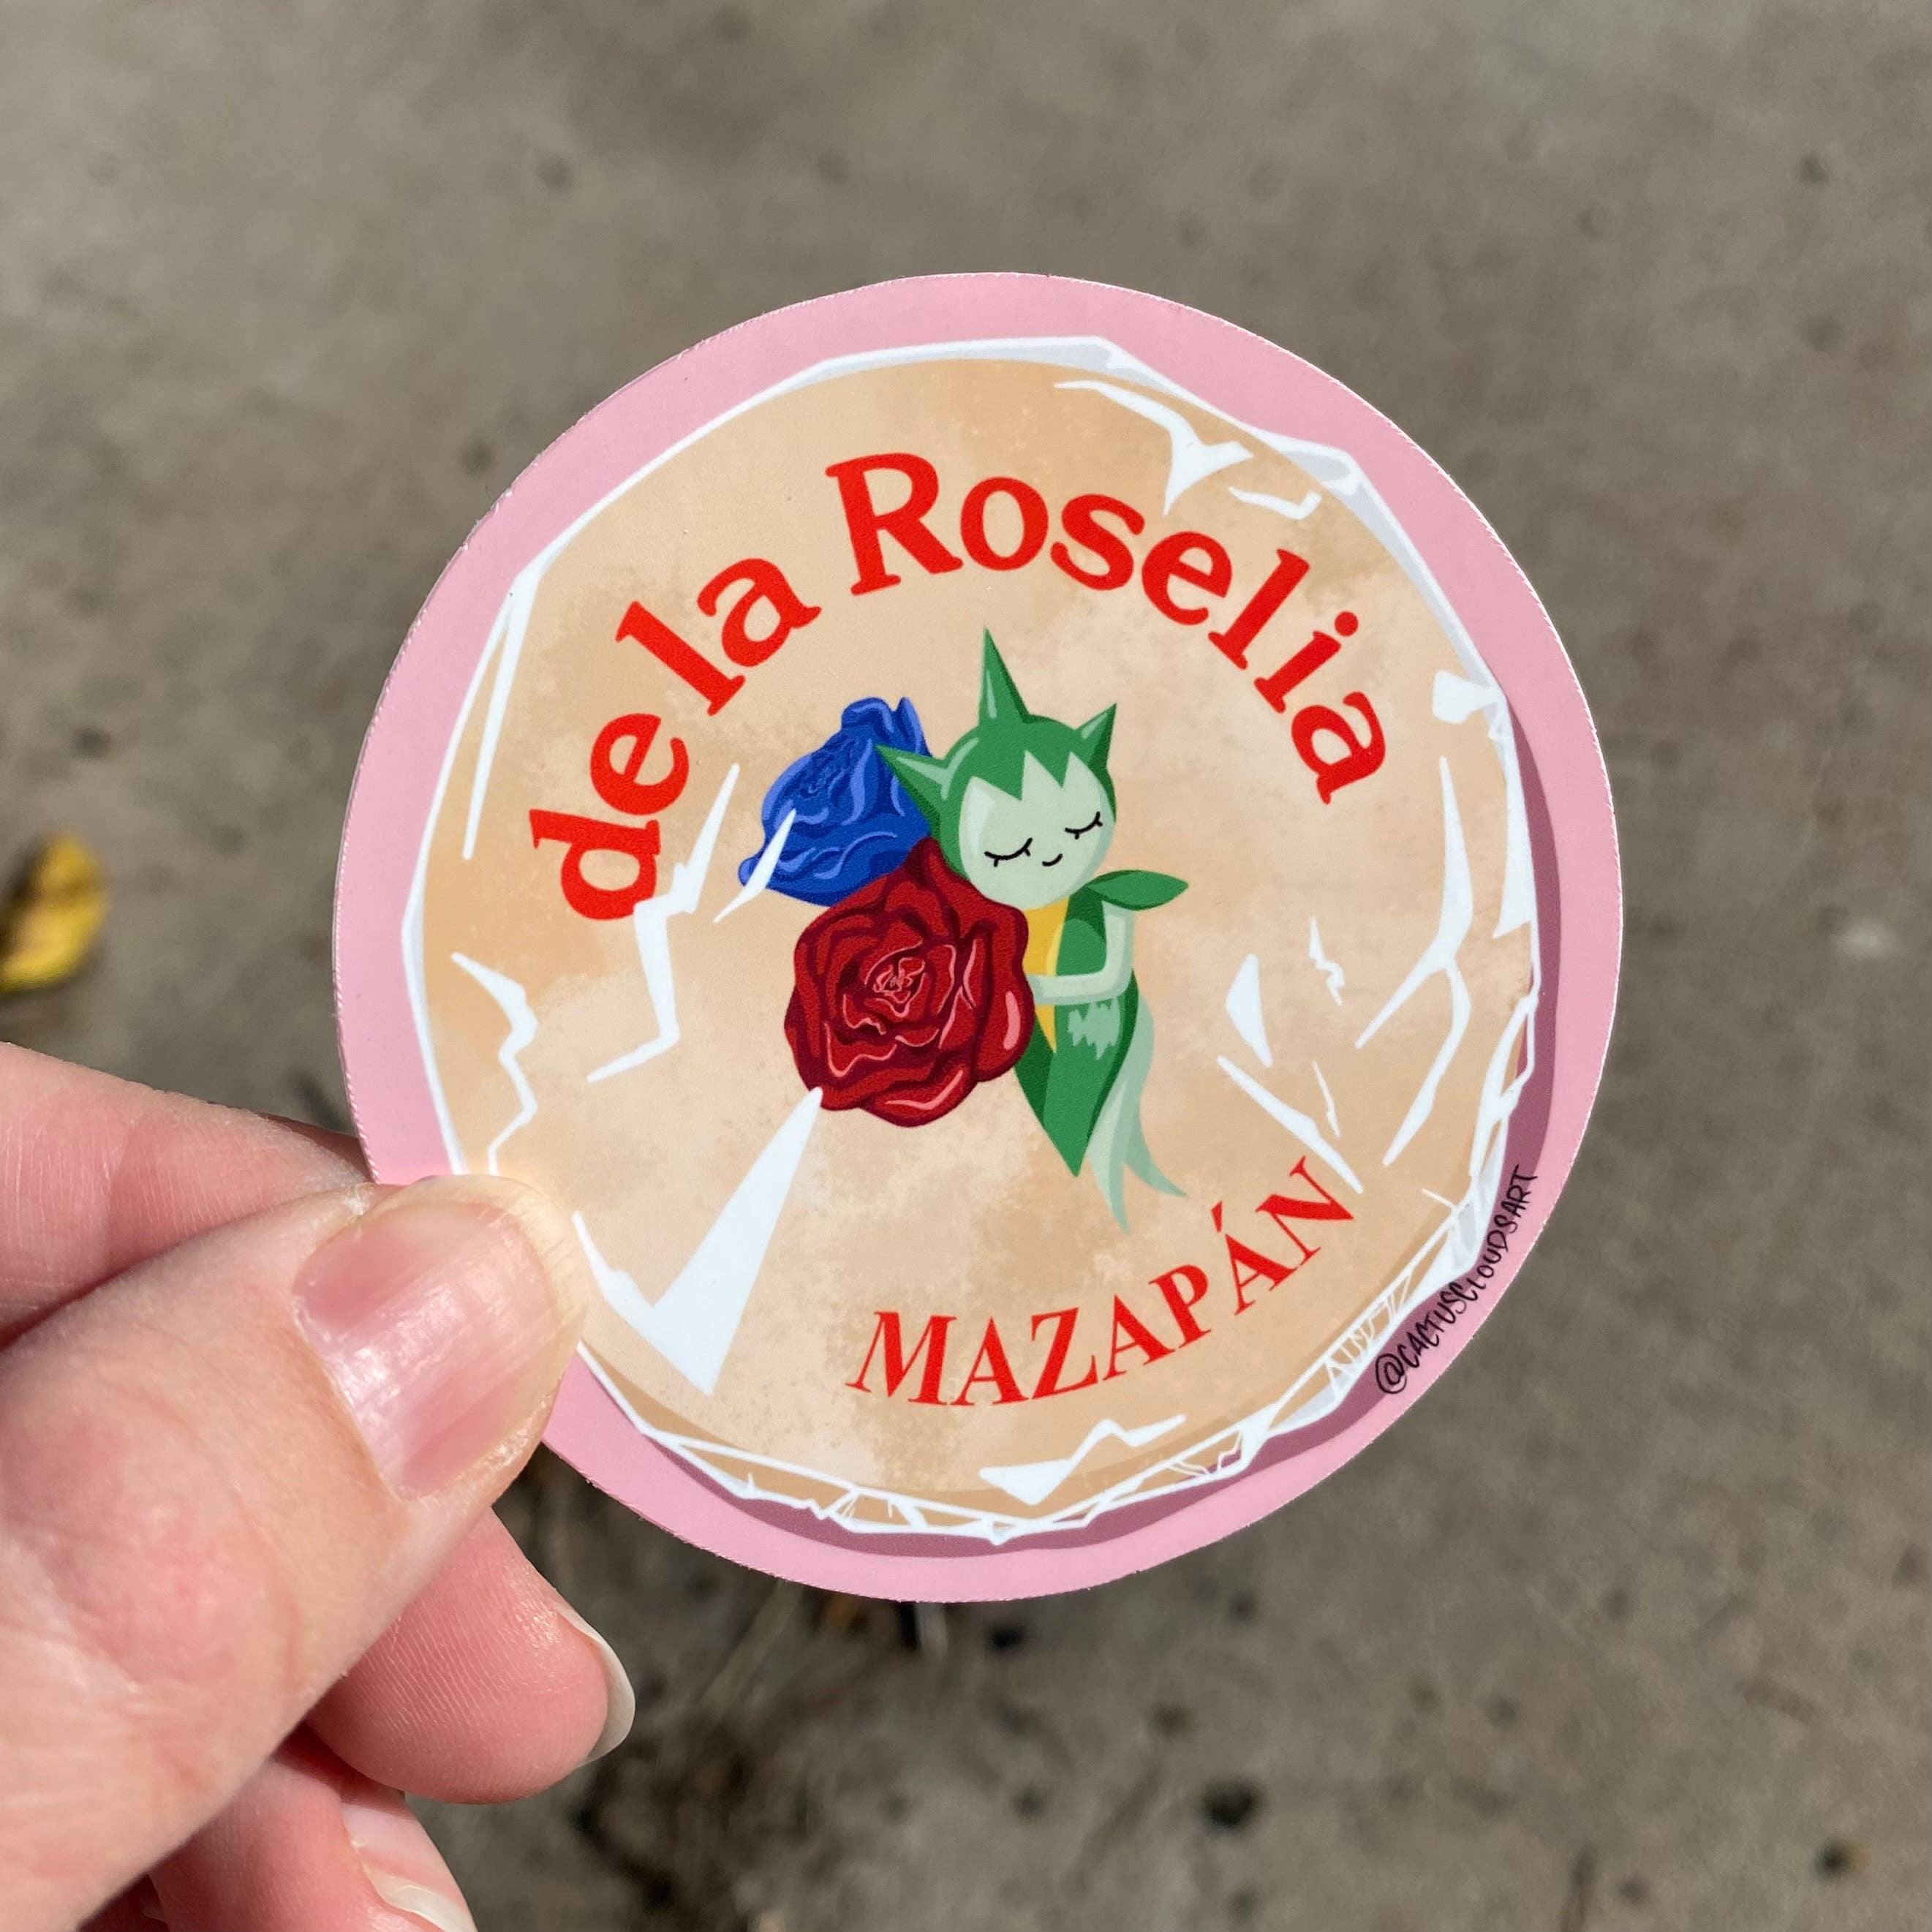 de la Roselia
MAZAPÁN
@CACTUSCLOUDSART